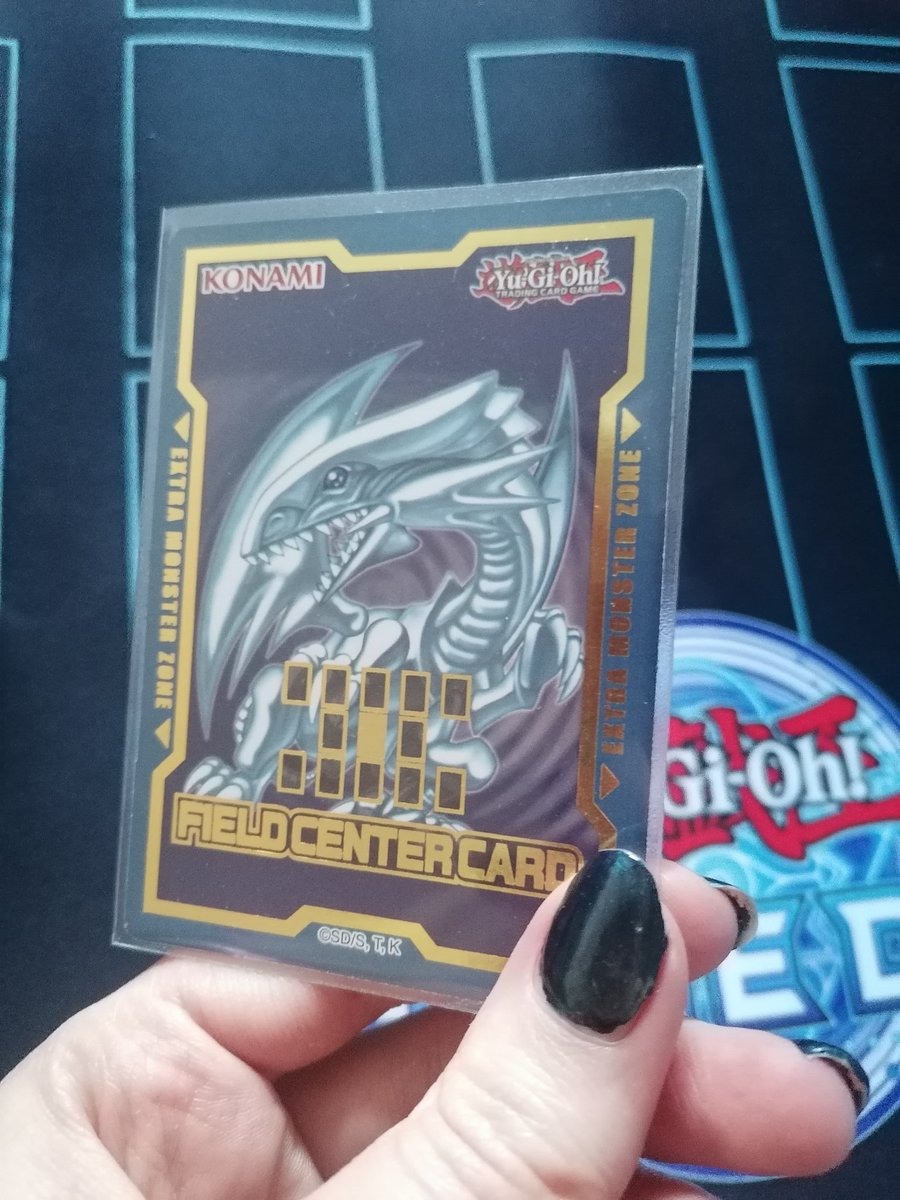 KONAMI
Yu-Gi-Oh!
TRADING CARD GAME
EXTRA MONSTER ZONE
EXTRA MONSTER ZONE
FIELD CENTER CARD
©SD/S, T, K
Gi-Oh!
E D